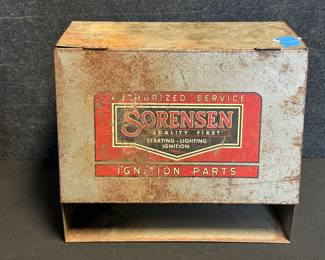 AUTHORIZED SERVICE
SORENSEN
QUALITY FIRST
STARTING - LIGHTING
IGNITION
IGNITION PARTS